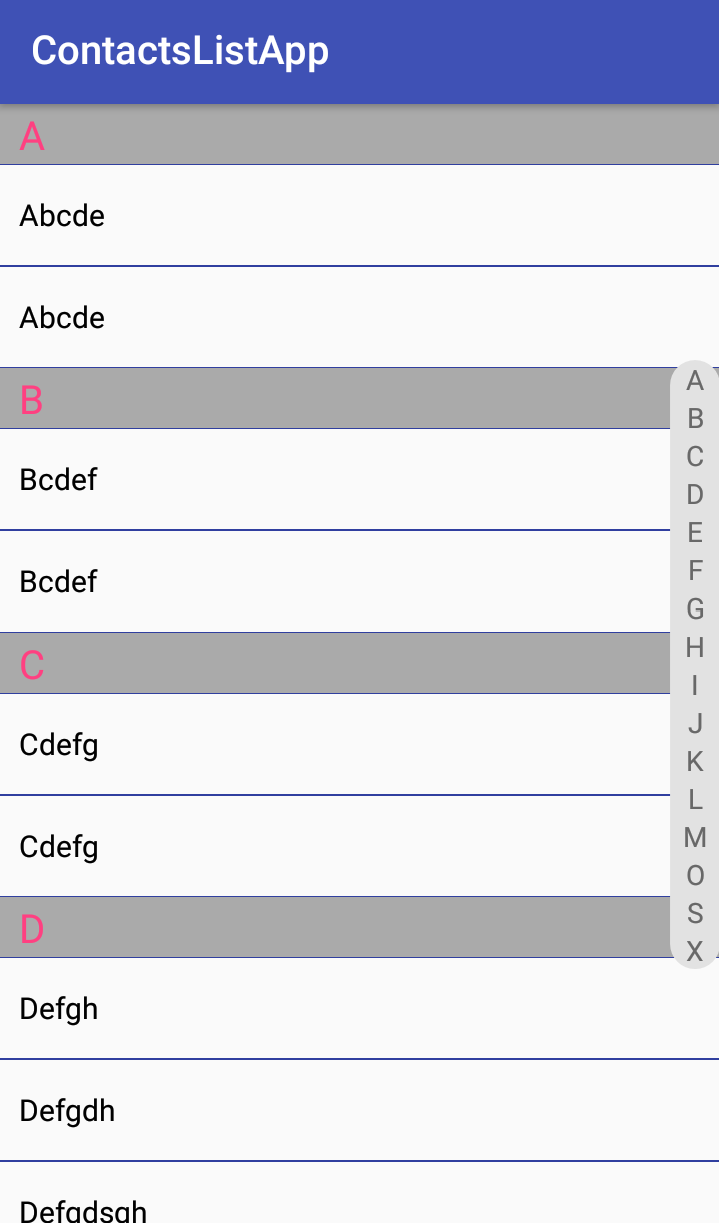 ContactsListApp
A
Abcde
Abcde
B
Bcdef
Bcdef
C
Cdefg
Cdefg
D
Defgh
Defgdh
Defgdsgh
A
B
C
D
E
F
G
H
I
J
K
L
M
O
S
X